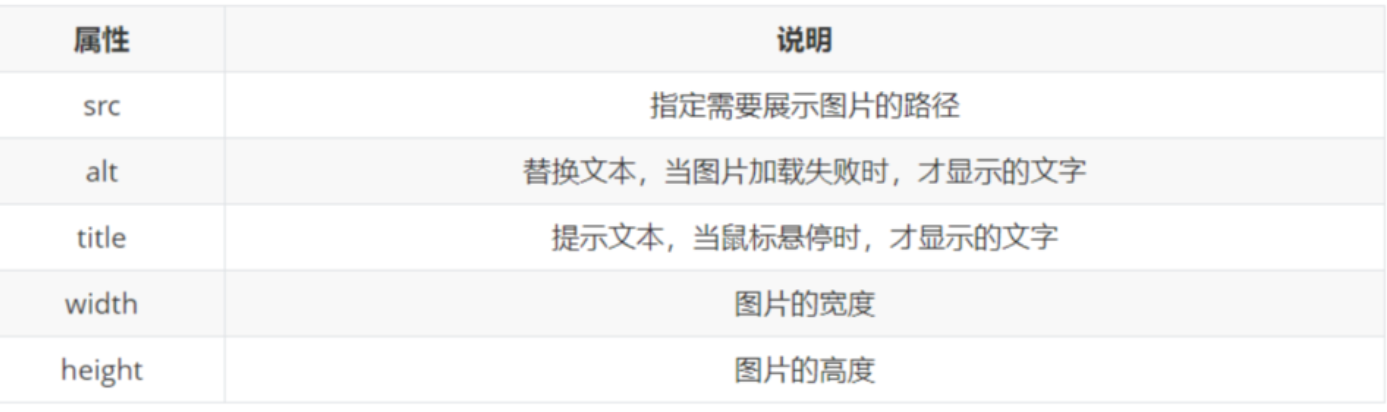 属性 说明
src 指定需要展示图片的路径
alt 替换文本，当图片加载失败时，才显示的文字
title 提示文本，当鼠标悬停时，才显示的文字
width 图片的宽度
height 图片的高度